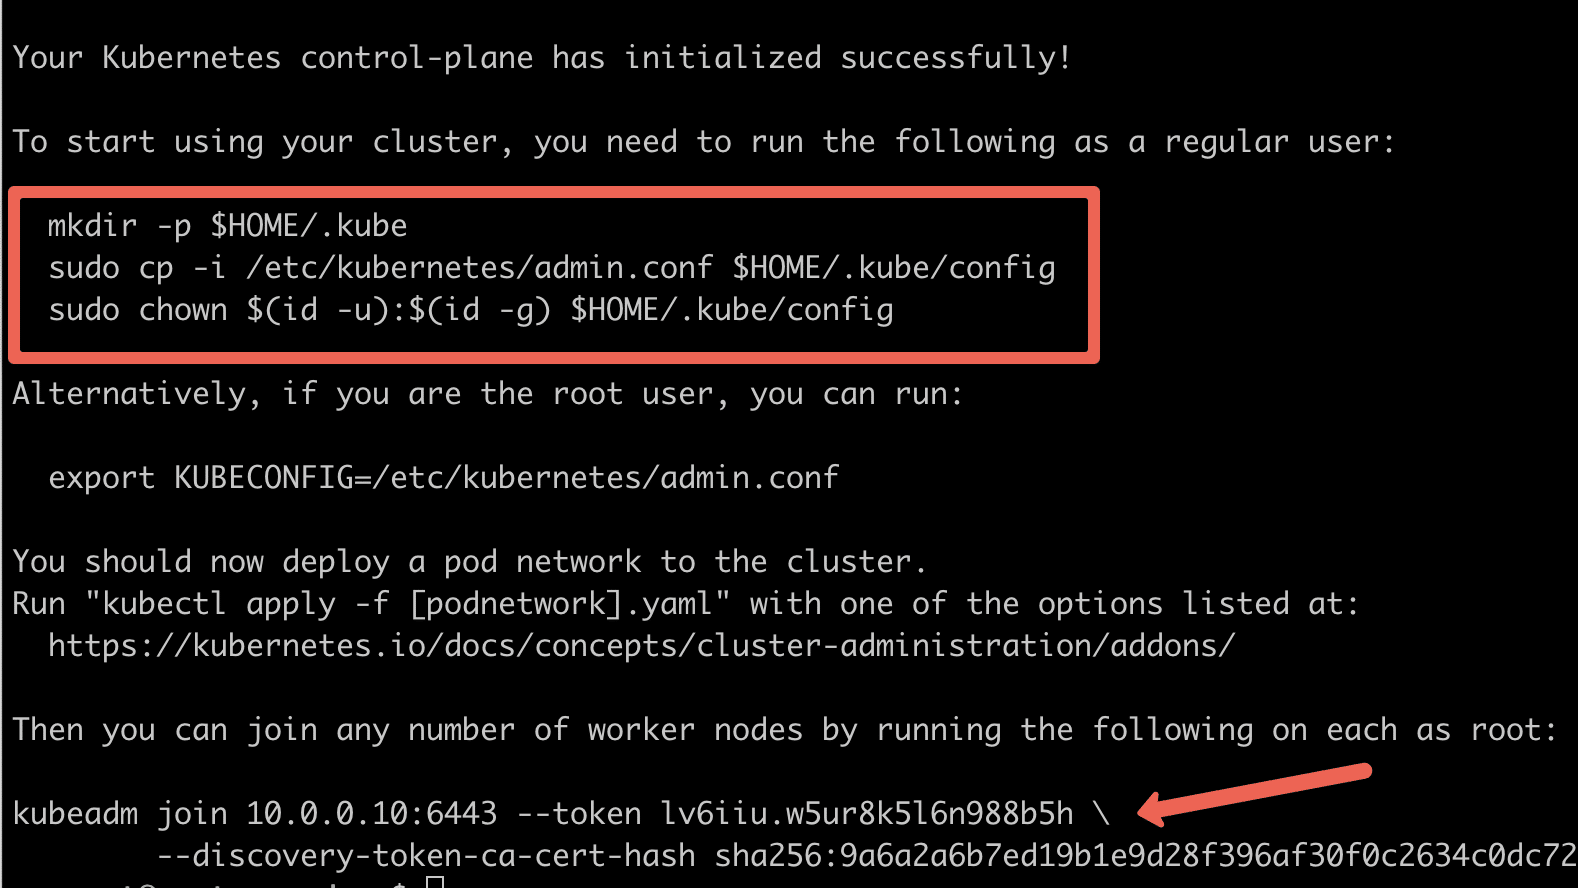 Your Kubernetes control-plane has initialized successfully!
To start using your cluster, you need to run the following as a regular user:
mkdir -p $HOME/.kube
sudo cp -i /etc/kubernetes/admin.conf $HOME/.kube/config
sudo chown $(id -u):$(id -g) $HOME/.kube/config
Alternatively, if you are the root user, you can run:
export KUBECONFIG=/etc/kubernetes/admin.conf
You should now deploy a pod network to the cluster.
Run "kubectl apply -f [podnetwork].yaml" with one of the options listed at:
https://kubernetes.io/docs/concepts/cluster-administration/addons/
Then you can join any number of worker nodes by running the following on each as root:
kubeadm join 10.0.0.10:6443 --token lv6iiu.w5ur8k5l6n988b5h \
--discovery-token-ca-cert-hash sha256:9a6a2a6b7ed19b1e9d28f396af30f0c2634c0dc72